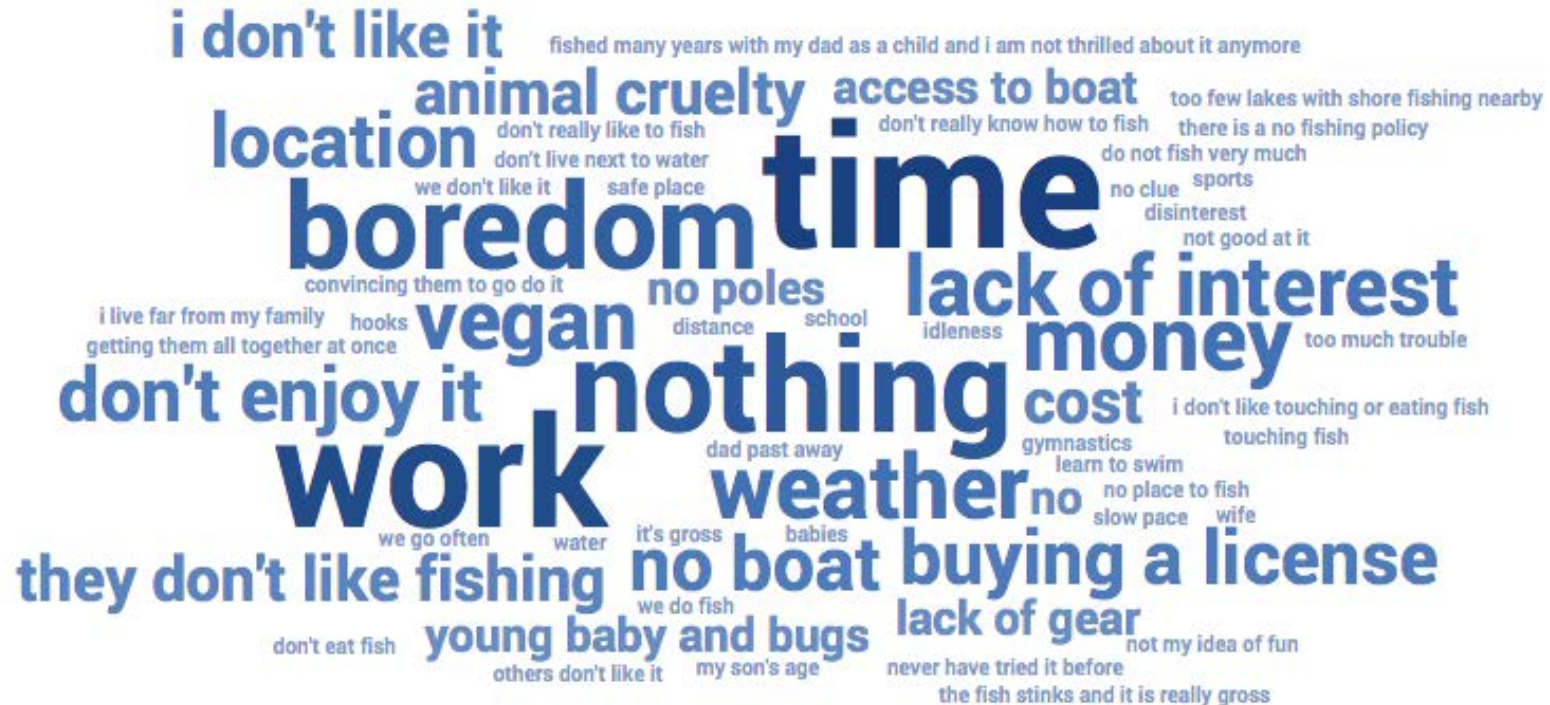 i don't like it
fished many years with my dad as a child and i am not thrilled about it anymore
animal cruelty
access to boat
too few lakes with shore fishing nearby
location
don't really like to fish
don't really know how to fish
there is a no fishing policy
don't live next to water
time
do not fish very much
we don't like it
safe place
no clue
sports
boredom
disinterest
not good at it
convincing them to go do it
no poles
lack of interest
i live far from my family
hooks
vegan
distance
school
idleness
money
too much trouble
getting them all together at once
don't enjoy it
nothing
cost
i don't like touching or eating fish
work
dad past away
gymnastics
touching fish
weather
learn to swim
no
no place to fish
slow pace
wife
we go often
water
it's gross
babies
they don't like fishing
no boat
buying a license
we do fish
don't eat fish
young baby and bugs
lack of gear
not my idea of fun
others don't like it
my son's age
never have tried it before
the fish stinks and it is really gross